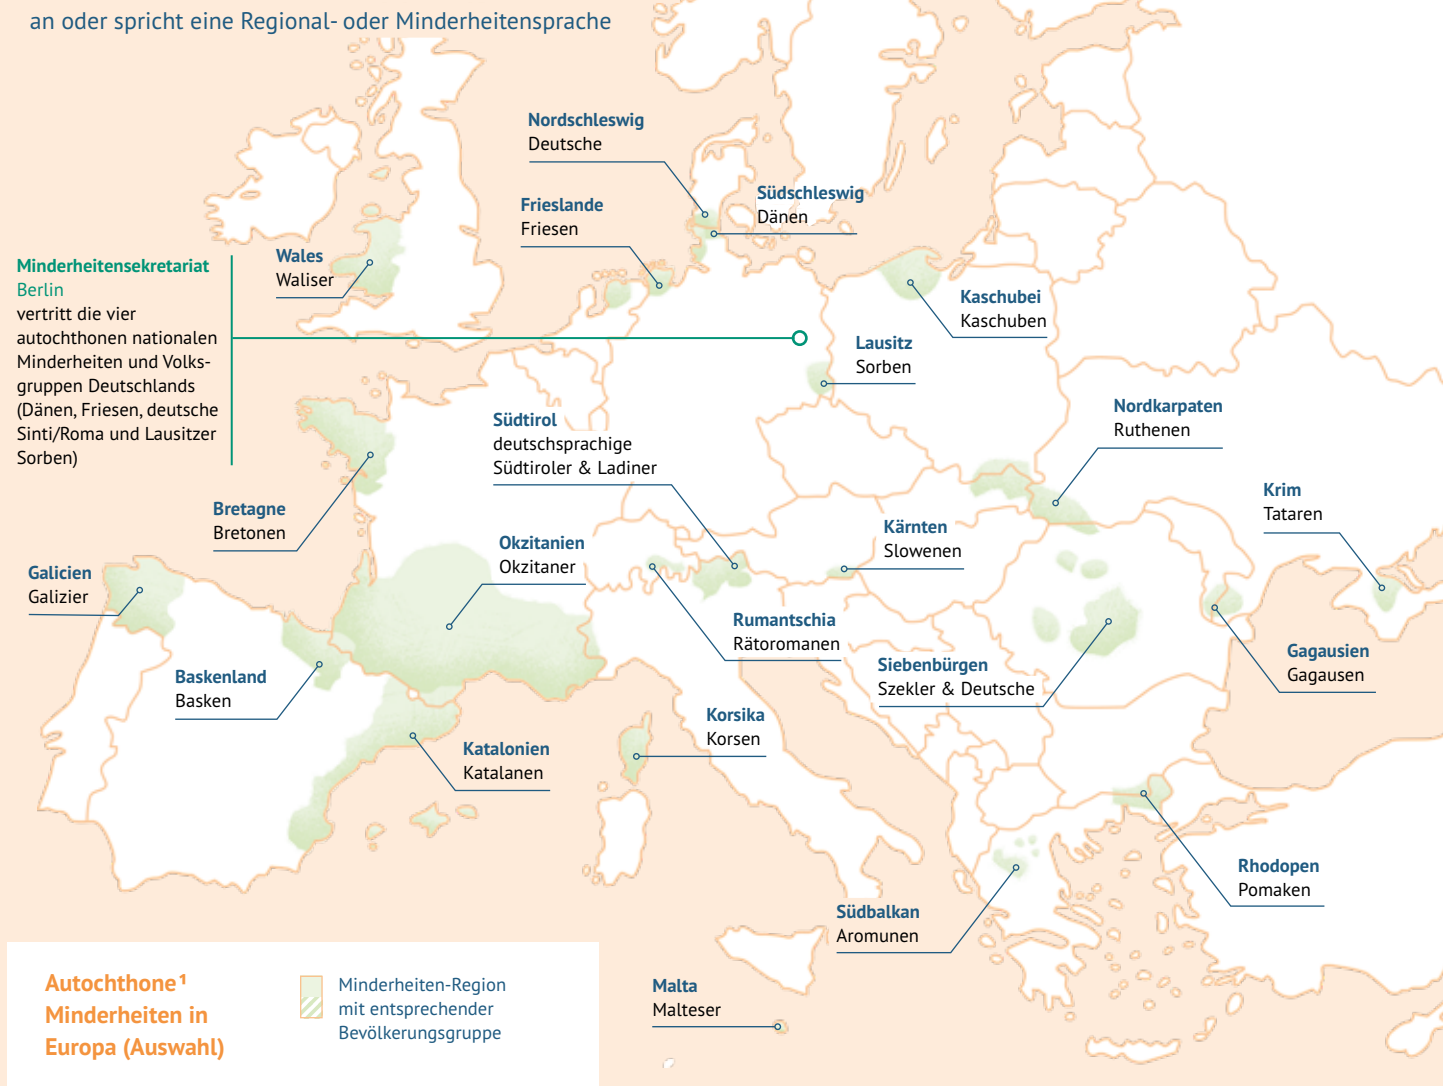 an oder spricht eine Regional- oder Minderheitensprache
Nordschleswig
Deutsche
Südschleswig
Dänen
Frieslande
Friesen
Wales
Waliser
Minderheitensekretariat
Berlin
vertritt die vier
autochthonen nationalen
Minderheiten und Volks-
gruppen Deutschlands
(Dänen, Friesen, deutsche
Sinti/Roma und Lausitzer
Sorben)
Kaschubei
Kaschuben
Lausitz
Sorben
Nordkarpaten
Ruthenen
Südtirol
deutschsprachige
Südtiroler & Ladiner
Krim
Tataren
Bretagne
Bretonen
Kärnten
Slowenen
Okzitanien
Okzitaner
Galicien
Galizier
Rumantschia
Rätoromanen
Gagausien
Gagausen
Siebenbürgen
Szekler & Deutsche
Baskenland
Basken
Korsika
Korsen
Katalonien
Katalanen
Rhodopen
Pomaken
Südbalkan
Aromunen
Malta
Malteser
Autochthone¹
Minderheiten in
Europa (Auswahl)
Minderheiten-Region
mit entsprechender
Bevölkerungsgruppe